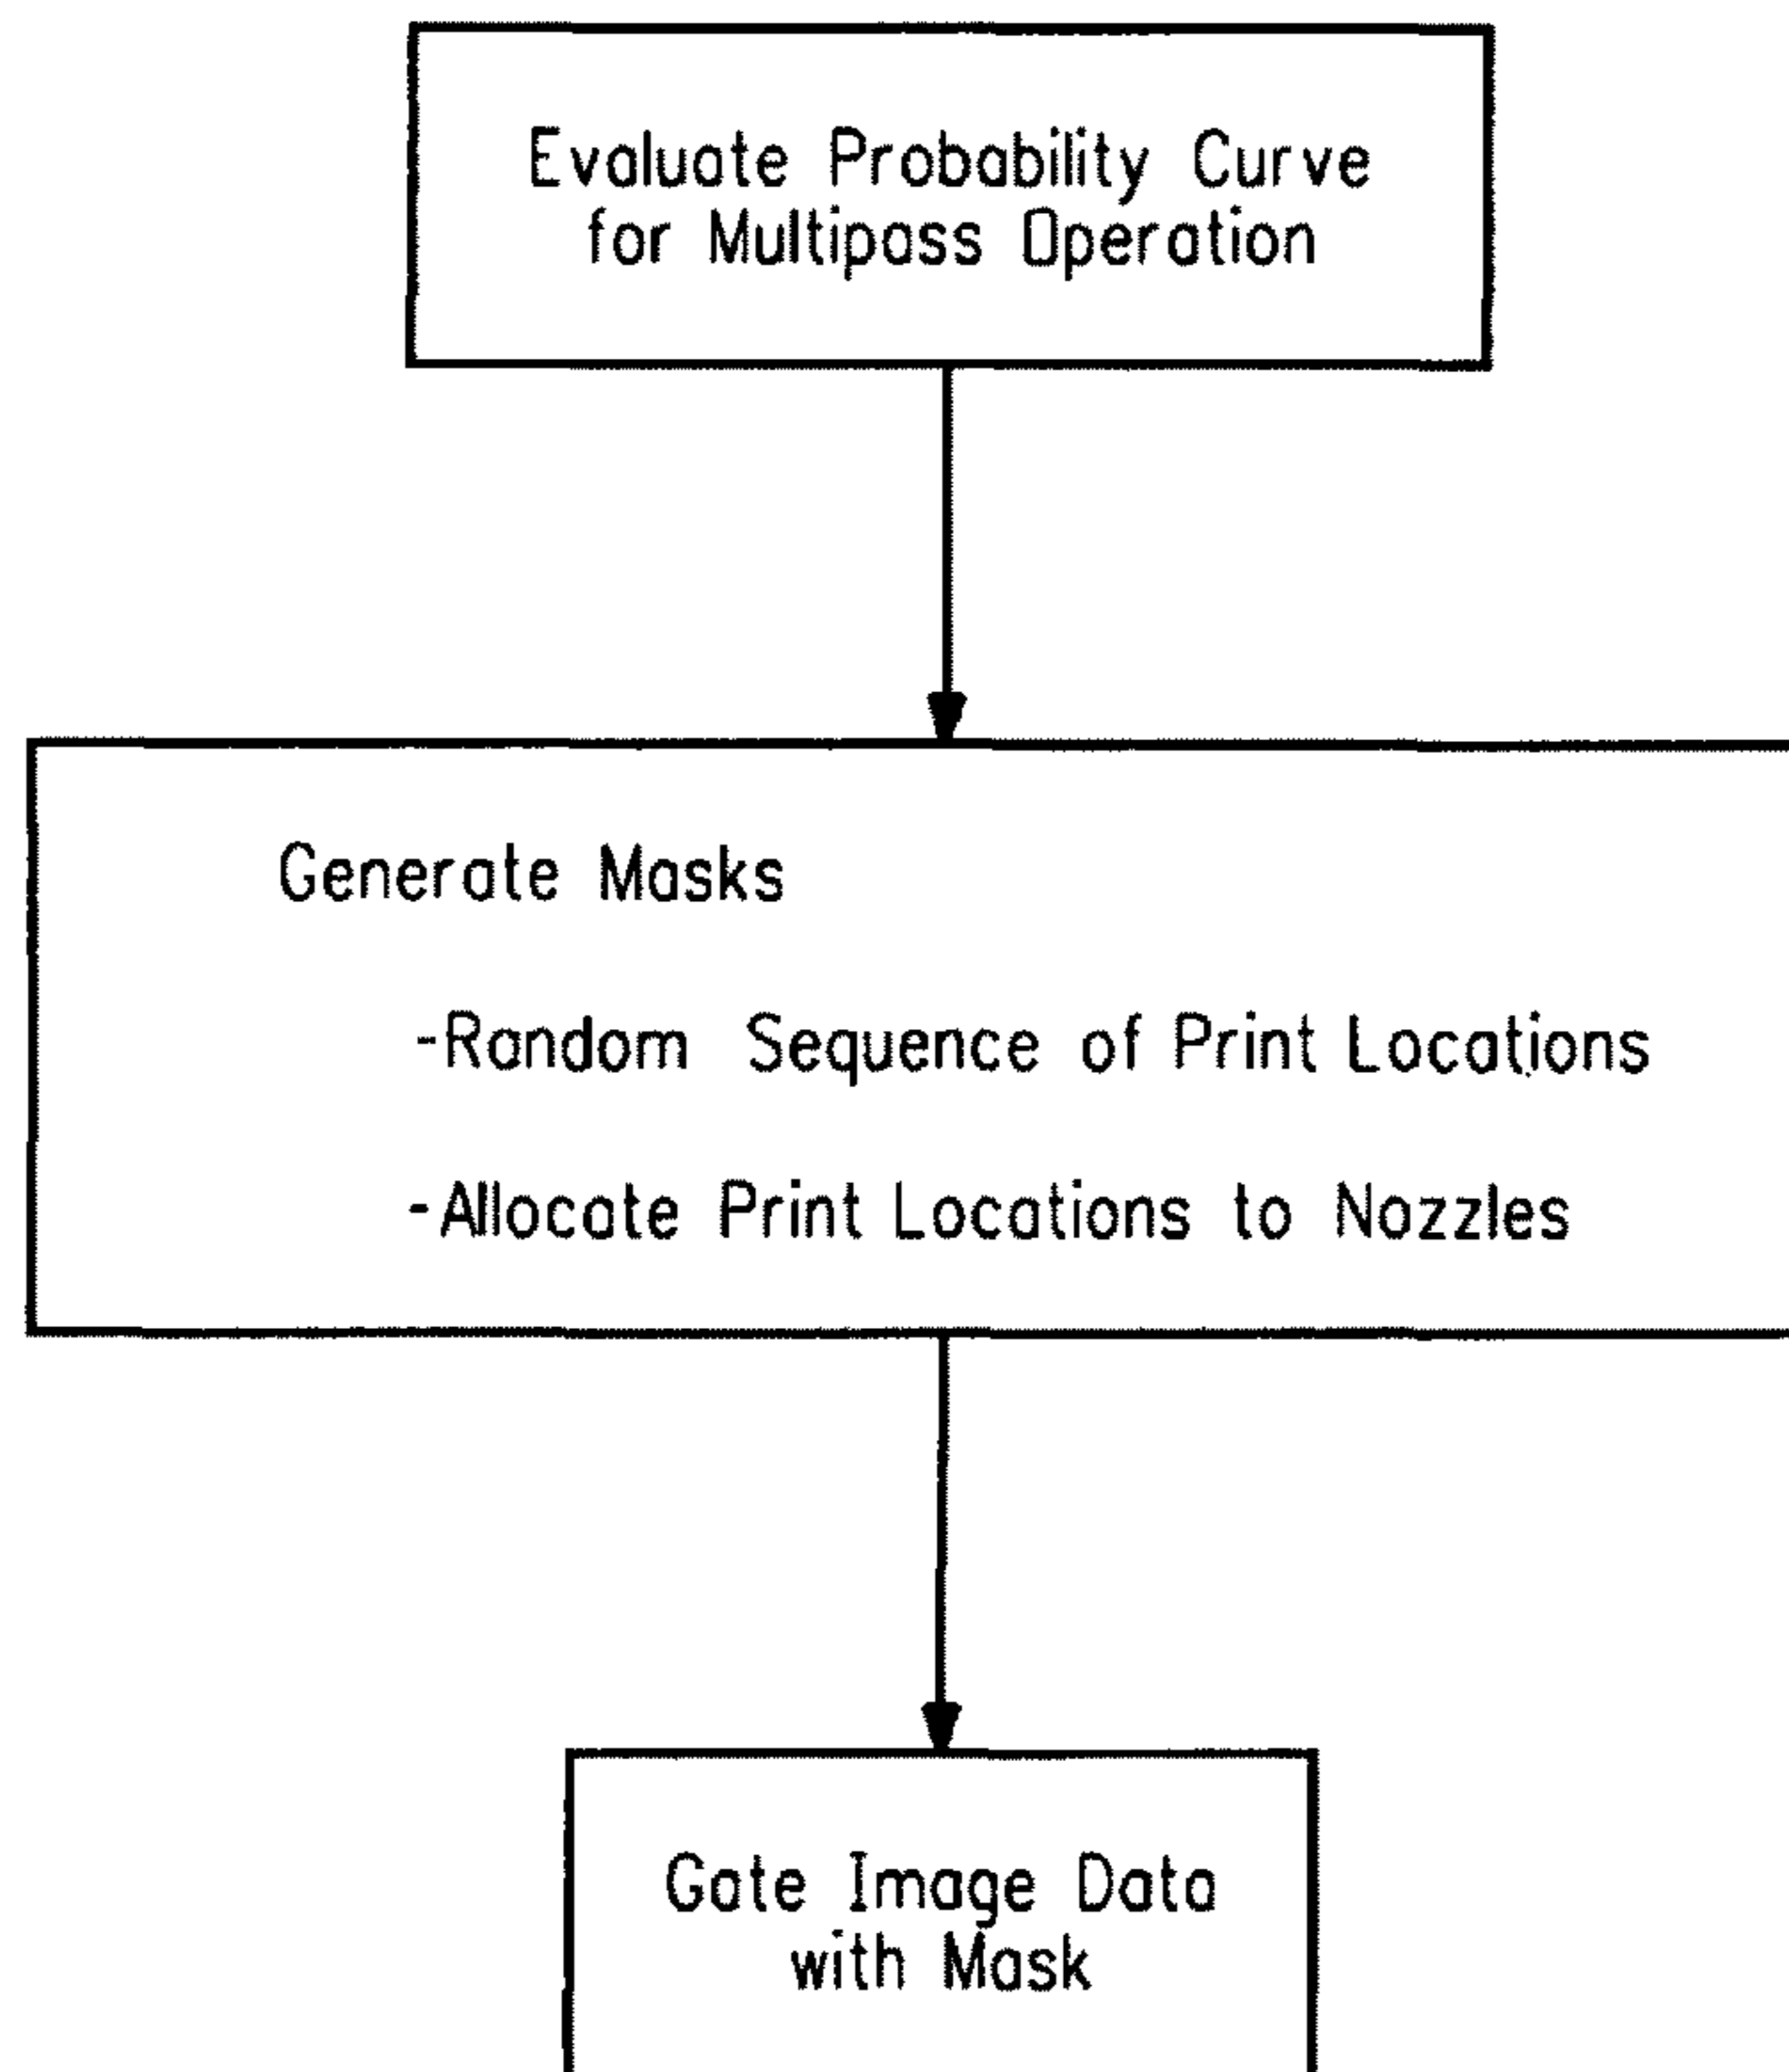 Evaluate Probability Curve
for Multipass Operation
Generate Masks
-Random Sequence of Print Locations
-Allocate Print Locations to Nozzles
Gate Image Data
with Mask